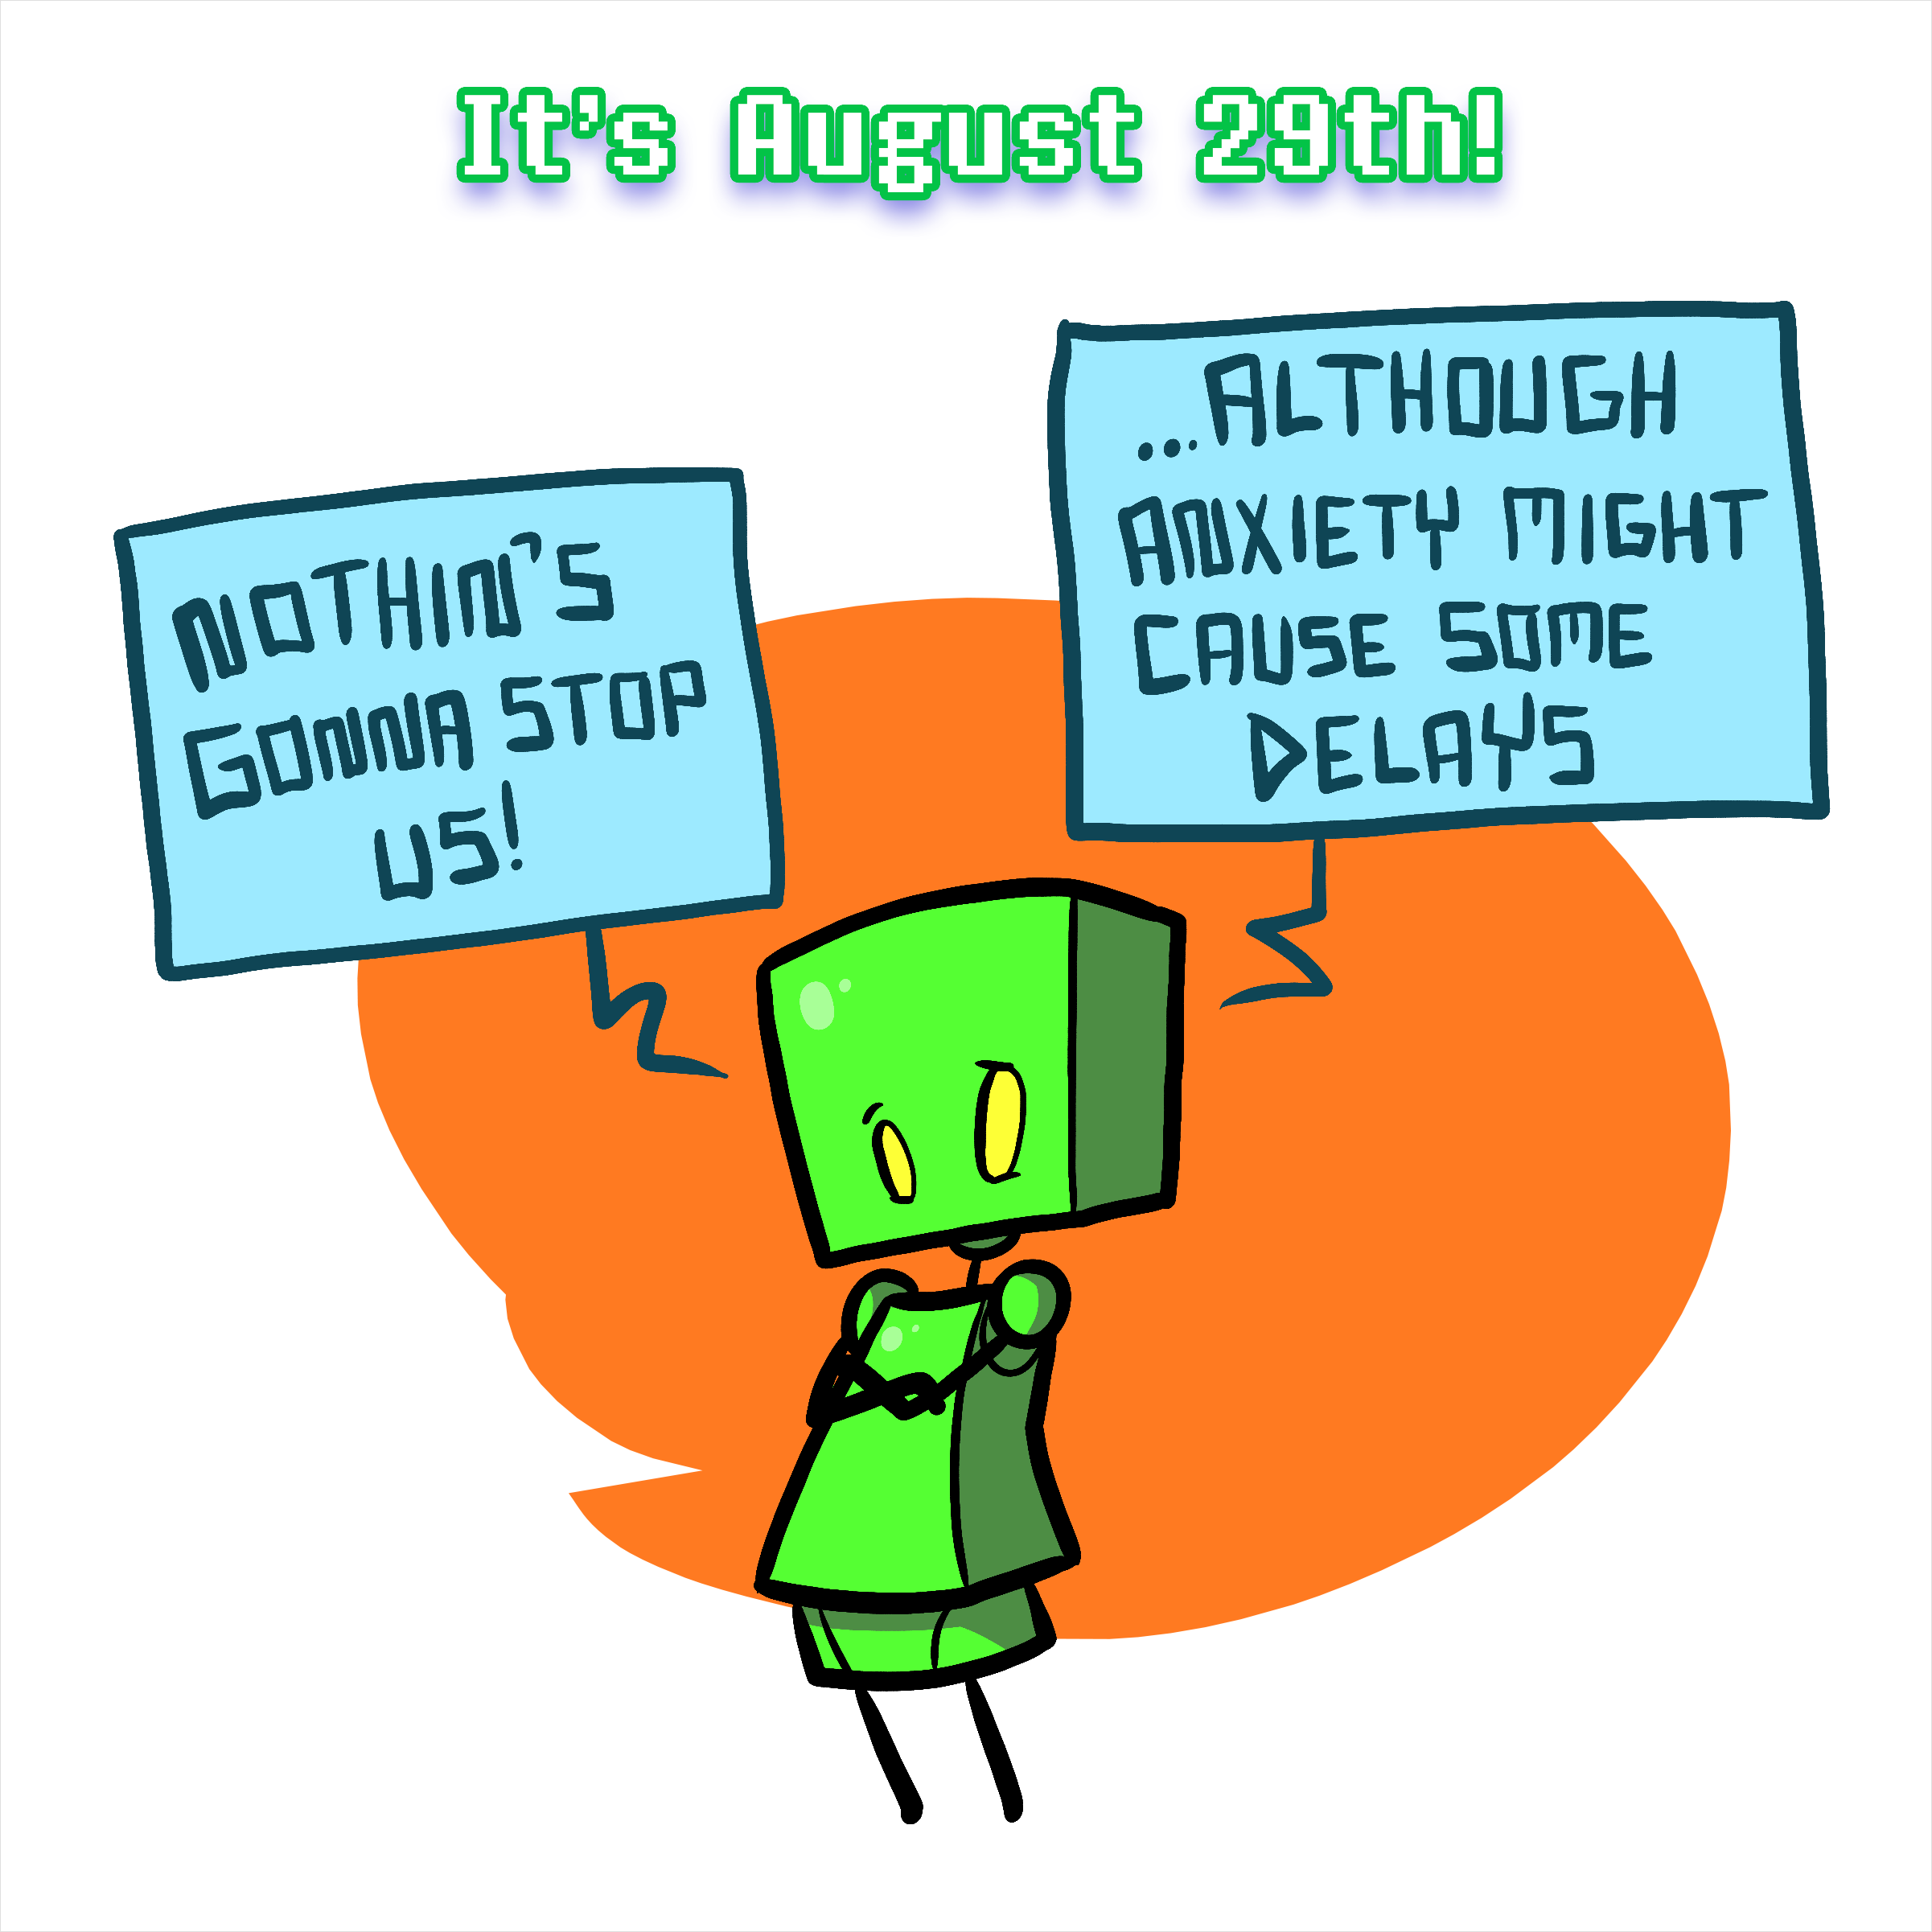 It's August 29th!
NOTHIN'S
GONNA STOP
US!
...ALTHOUGH
ANXIETY MIGHT
CAUSE SOME
DELAYS